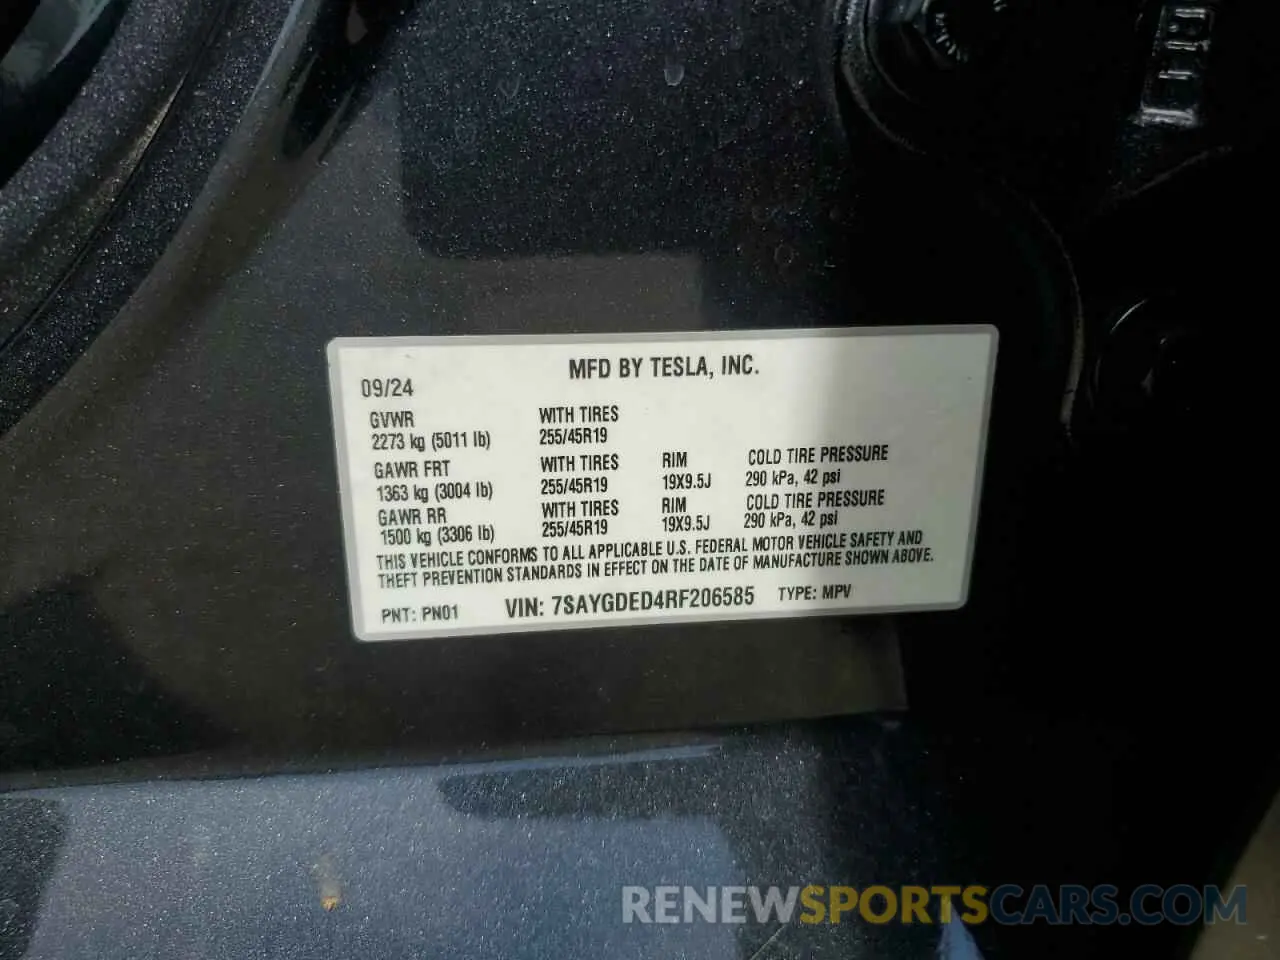 MFD BY TESLA, INC.
09/24
GVWR WITH TIRES
2273 kg (5011 lb) 255/45R19
GAWR FRT WITH TIRES RIM COLD TIRE PRESSURE
1363 kg (3004 lb) 255/45R19 19X9.5J 290 kPa, 42 psi
GAWR RR WITH TIRES RIM COLD TIRE PRESSURE
1500 kg (3306 lb) 255/45R19 19X9.5J 290 kPa, 42 psi
THIS VEHICLE CONFORMS TO ALL APPLICABLE U.S. FEDERAL MOTOR VEHICLE SAFETY AND
THEFT PREVENTION STANDARDS IN EFFECT ON THE DATE OF MANUFACTURE SHOWN ABOVE.
PNT: PN01 VIN: 7SAYGDED4RF206585 TYPE: MPV
RENEWSPORTSCARS.COM